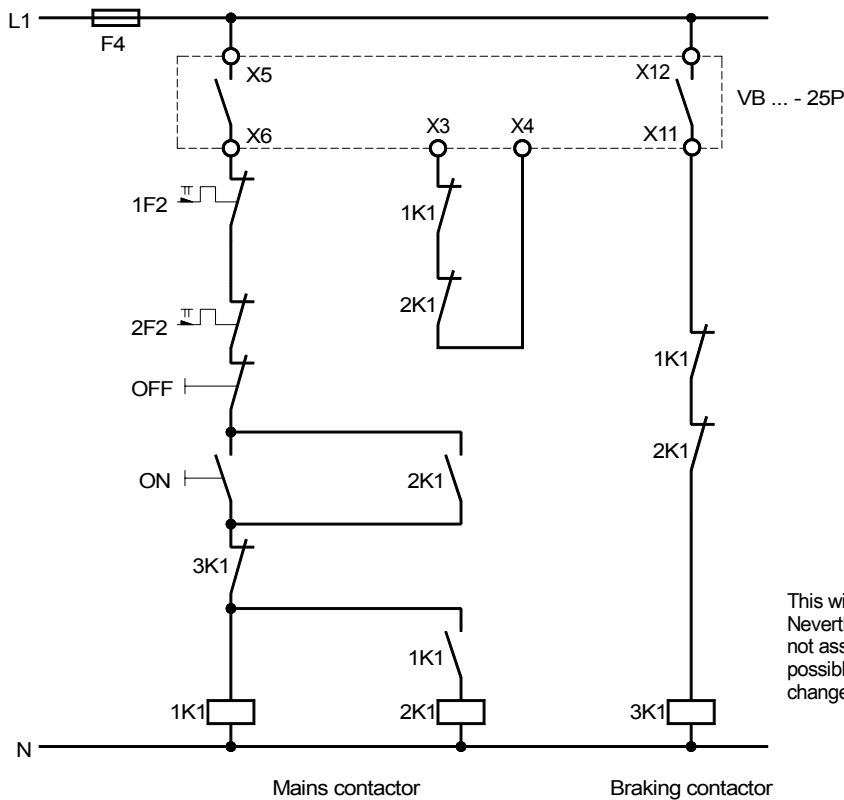 L1
F4
X5
X12
VB ... - 25P
X6
X3
X4
X11
1F2
1K1
2F2
2K1
1K1
OFF
2K1
ON
2K1
3K1
1K1
1K1
2K1
3K1
This wi
Neverth
not ass
possibl
change
N
Mains contactor
Braking contactor